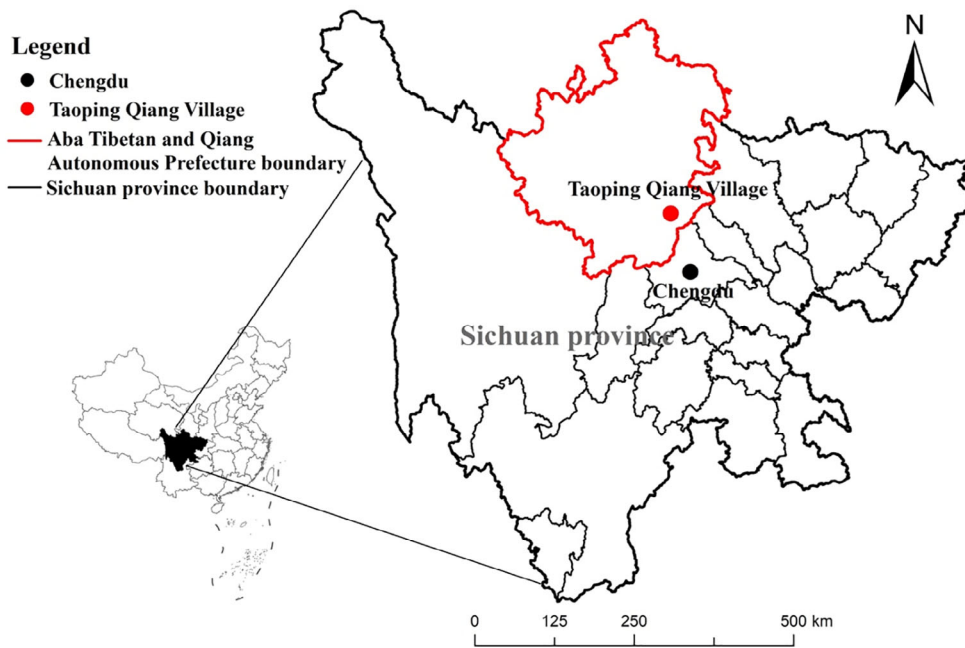 Legend
Chengdu
Taoping Qiang Village
Aba Tibetan and Qiang
Autonomous Prefecture boundary
Sichuan province boundary
N
Taoping Qiang Village
Chengdu
Sichuan province
0 125 250 500 km